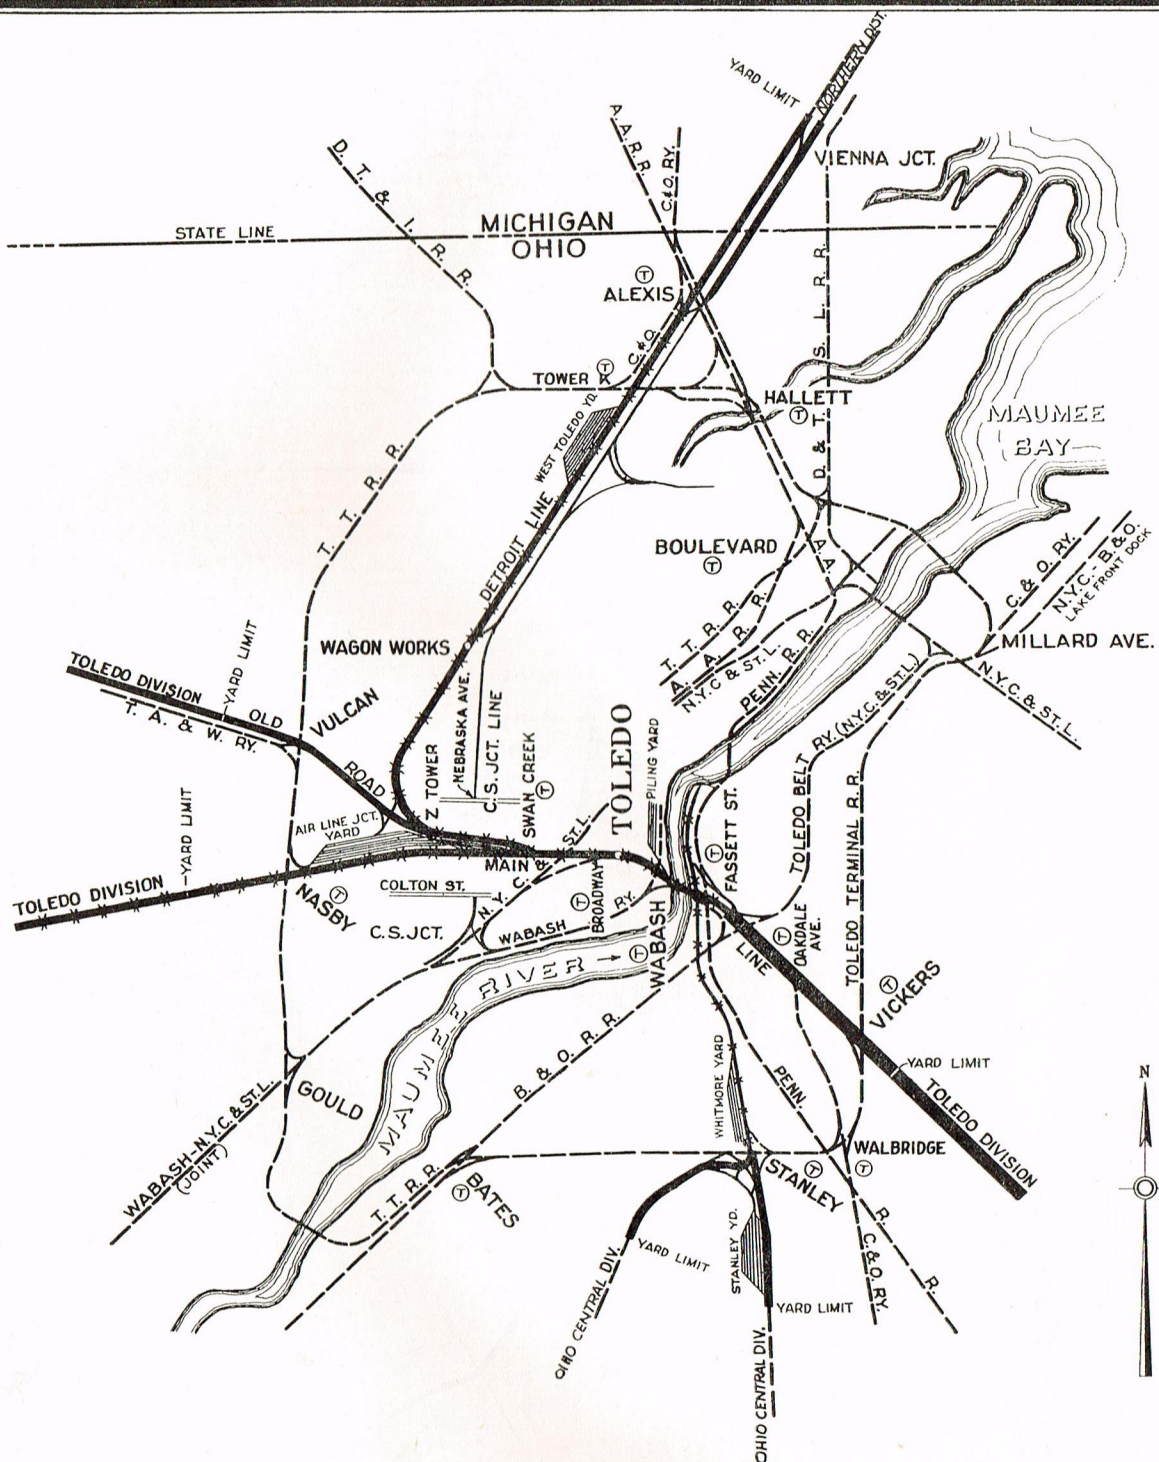 NORTHERN DIST.
YARD LIMIT
A.A.R.R.
C.&O. RY.
D. T. & I. R. R.
VIENNA JCT.
STATE LINE
MICHIGAN
OHIO
Ⓣ
ALEXIS
D. & T. S. L. R. R.
C.&O.
Ⓣ
TOWER K
WEST TOLEDO YD.
HALLETT
Ⓣ
MAUMEE
BAY
T. T. R. R.
DETROIT LINE
BOULEVARD
Ⓣ
A.A.
C. & O. RY.
N.Y.C.-B.&O.
LAKE FRONT DOCK
T. T. R. R.
A. A. R. R.
N.Y.C & ST. L.
PENN. R. R.
MILLARD AVE.
N.Y.C.& ST. L.
WAGON WORKS
YARD LIMIT
TOLEDO DIVISION
OLD
ROAD
T. A. & W. RY.
VULCAN
NEBRASKA AVE.
C.S. JCT. LINE
Z TOWER
SWAN CREEK
Ⓣ
TOLEDO
PILING YARD
TOLEDO BELT RY. (N.Y.C.& ST. L.)
TOLEDO TERMINAL R.R.
FASSETT ST.
Ⓣ
YARD LIMIT
AIR LINE JCT.
YARD
TOLEDO DIVISION
MAIN
LINE
N. Y. C. & ST. L.
NASBY
Ⓣ
COLTON ST.
C.S.JCT.
WABASH
RY.
BROADWAY
Ⓣ
WABASH
Ⓣ
OAKDALE
AVE.
Ⓣ
VICKERS
Ⓣ
MAUMEE RIVER →
B. & O. R. R.
WHITMORE YARD
PENN.
R.
R.
YARD LIMIT
TOLEDO DIVISION
N
GOULD
WABASH-N.Y.C.& ST. L.
(JOINT)
T. T. R. R.
BATES
Ⓣ
STANLEY
Ⓣ
WALBRIDGE
Ⓣ
C.&O. RY.
YARD LIMIT
STANLEY YD.
YARD LIMIT
OHIO CENTRAL DIV.
OHIO CENTRAL DIV.